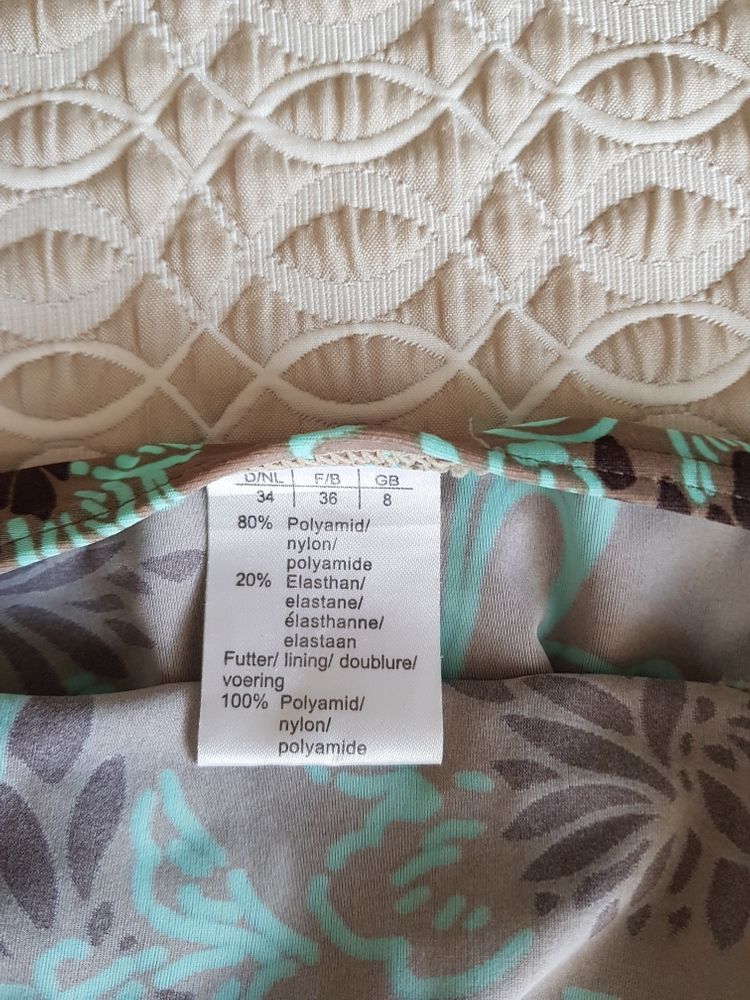 D/NL F/B GB
34 36 8
80% Polyamid/
nylon/
polyamide
20% Elasthan/
elastane/
élasthanne/
elastaan
Futter/ lining/ doublure/
voering
100% Polyamid/
nylon/
polyamide